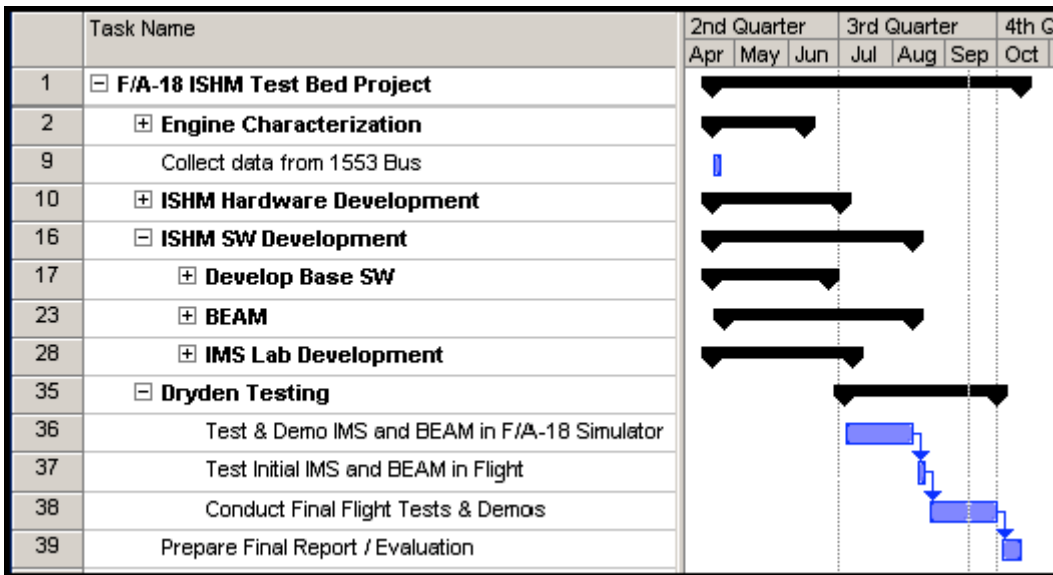 Task Name 2nd Quarter 3rd Quarter 4th Q
Apr May Jun Jul Aug Sep Oct
1 F/A-18 ISHM Test Bed Project
2 Engine Characterization
9 Collect data from 1553 Bus
10 ISHM Hardware Development
16 ISHM SW Development
17 Develop Base SW
23 BEAM
28 IMS Lab Development
35 Dryden Testing
36 Test & Demo IMS and BEAM in F/A-18 Simulator
37 Test Initial IMS and BEAM in Flight
38 Conduct Final Flight Tests & Demos
39 Prepare Final Report / Evaluation